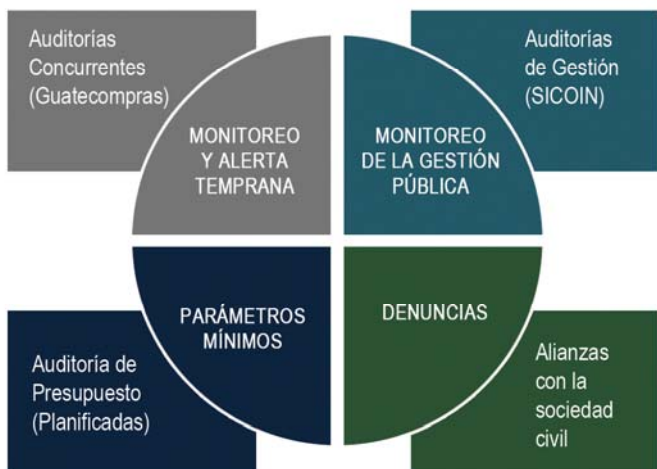 Auditorías
Concurrentes
(Guatecompras)
MONITOREO
Y ALERTA
TEMPRANA
Auditorías
de Gestión
(SICOIN)
MONITOREO
DE LA GESTIÓN
PÚBLICA
PARÁMETROS
MÍNIMOS
Auditoría de
Presupuesto
(Planificadas)
DENUNCIAS
Alianzas
con la
sociedad
civil